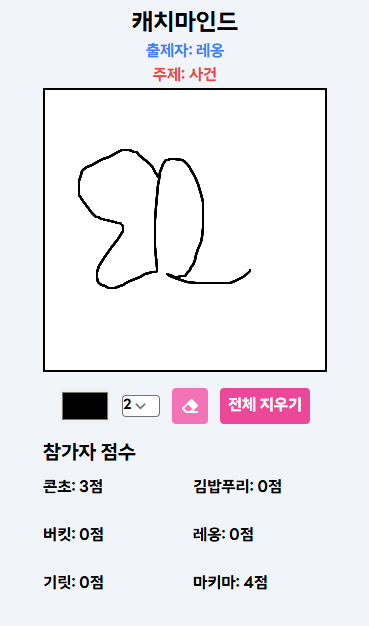 캐치마인드
출제자: 레옹
주제: 사건
2
전체 지우기
참가자 점수
콘초: 3점 김밥푸리: 0점
버킷: 0점 레옹: 0점
기릿: 0점 마키마: 4점